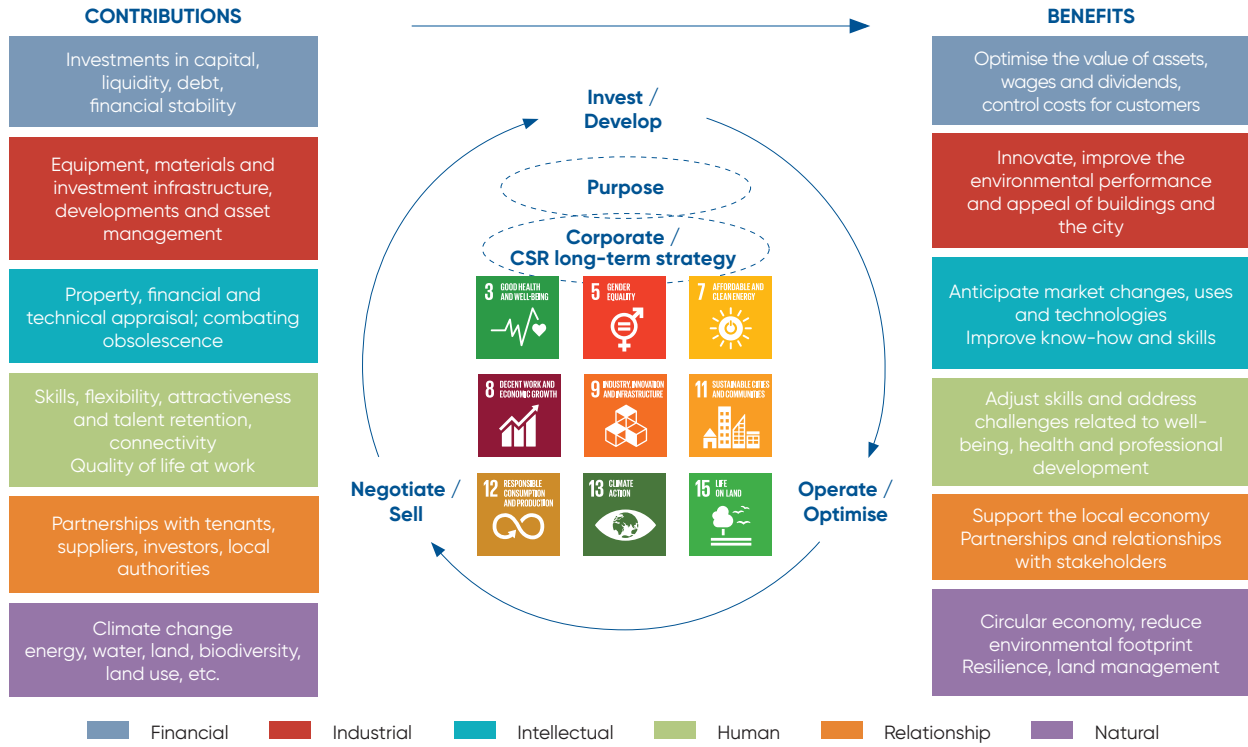 CONTRIBUTIONS
Investments in capital,
liquidity, debt,
financial stability
Equipment, materials and
investment infrastructure,
developments and asset
management
Property, financial and
technical appraisal; combating
obsolescence
Skills, flexibility, attractiveness
and talent retention,
connectivity
Quality of life at work
Partnerships with tenants,
suppliers, investors, local
authorities
Climate change
energy, water, land, biodiversity,
land use, etc.
Invest /
Develop
Purpose
Corporate /
CSR long-term strategy
3 GOOD HEALTH
AND WELL-BEING
5 GENDER
EQUALITY
7 AFFORDABLE AND
CLEAN ENERGY
8 DECENT WORK AND
ECONOMIC GROWTH
9 INDUSTRY, INNOVATION
AND INFRASTRUCTURE
11 SUSTAINABLE CITIES
AND COMMUNITIES
12 RESPONSIBLE
CONSUMPTION
AND PRODUCTION
13 CLIMATE
ACTION
15 LIFE
ON LAND
Negotiate /
Sell
Operate /
Optimise
BENEFITS
Optimise the value of assets,
wages and dividends,
control costs for customers
Innovate, improve the
environmental performance
and appeal of buildings and
the city
Anticipate market changes, uses
and technologies
Improve know-how and skills
Adjust skills and address
challenges related to well-
being, health and professional
development
Support the local economy
Partnerships and relationships
with stakeholders
Circular economy, reduce
environmental footprint
Resilience, land management
Financial
Industrial
Intellectual
Human
Relationship
Natural